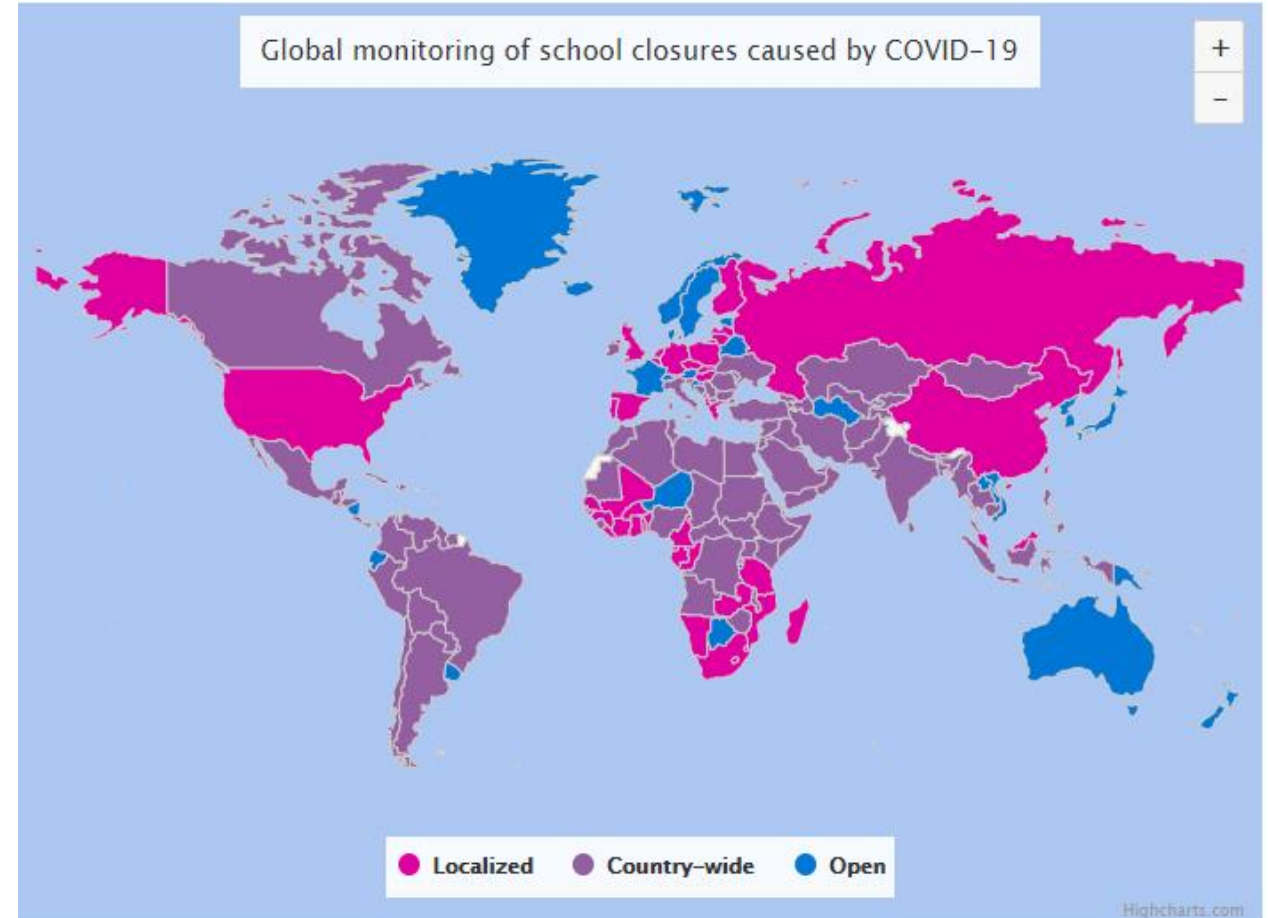 Global monitoring of school closures caused by COVID-19
+
−
Localized Country-wide Open
Highcharts.com